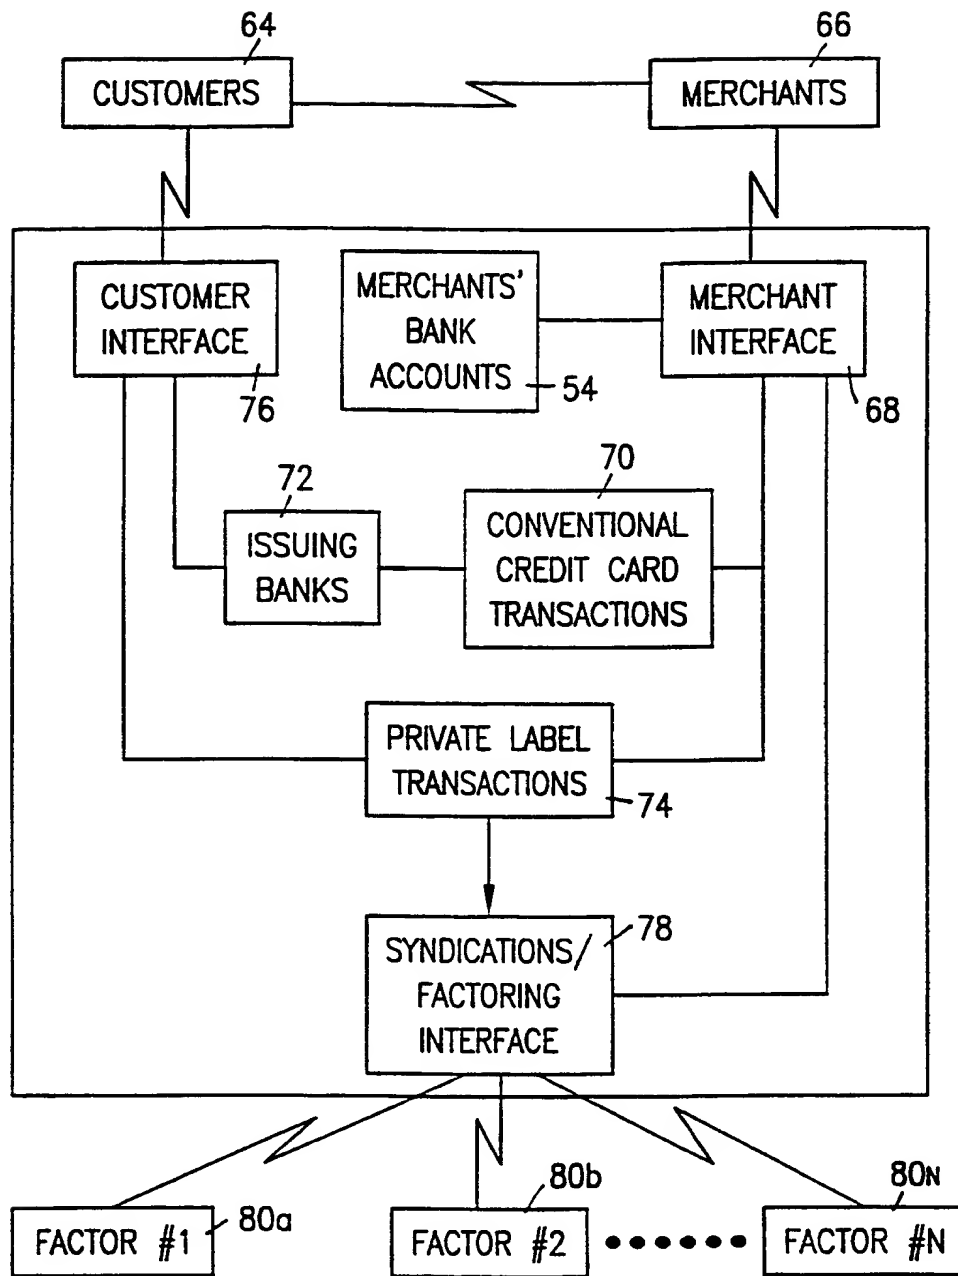 64
66
CUSTOMERS
MERCHANTS
CUSTOMER
INTERFACE
76
MERCHANTS'
BANK
ACCOUNTS
54
MERCHANT
INTERFACE
68
72
ISSUING
BANKS
70
CONVENTIONAL
CREDIT CARD
TRANSACTIONS
PRIVATE LABEL
TRANSACTIONS
74
78
SYNDICATIONS/
FACTORING
INTERFACE
FACTOR #1
80a
80b
FACTOR #2
80N
FACTOR #N